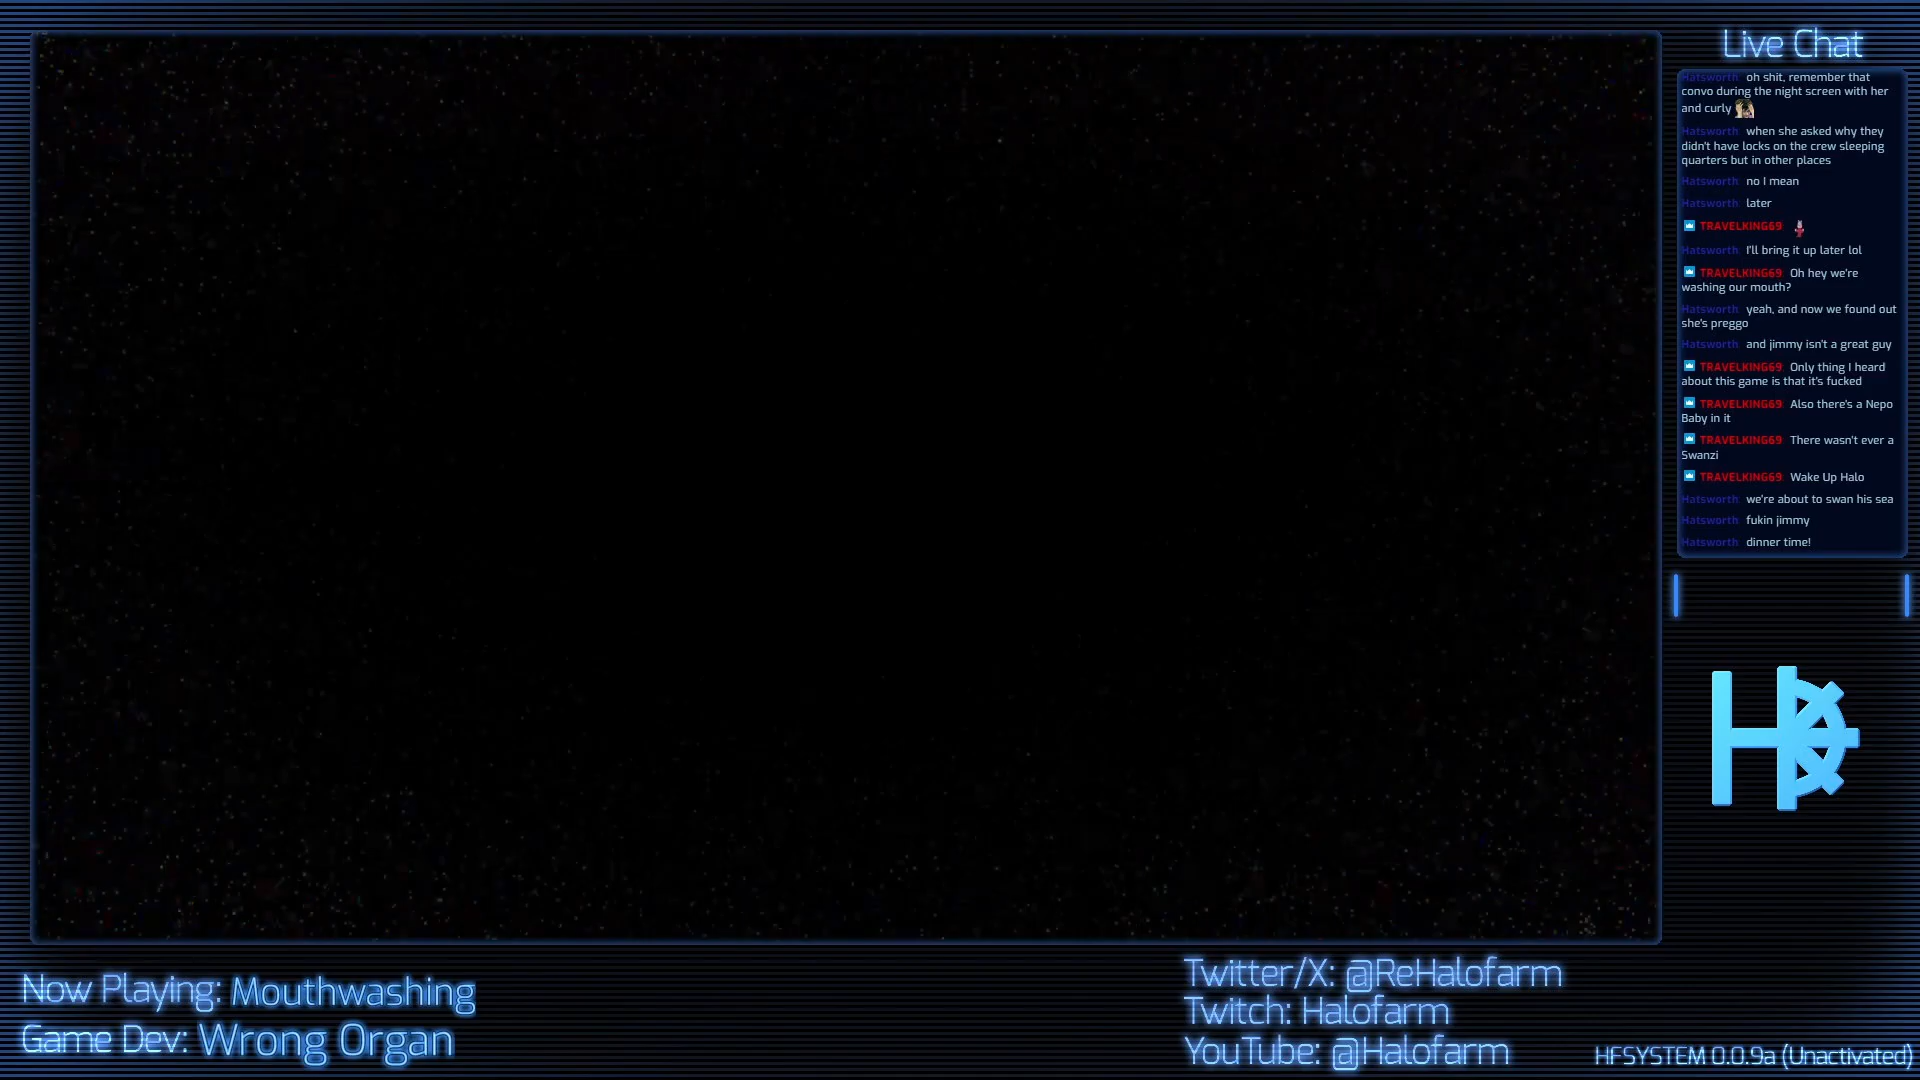 Live Chat
Hatsworth: oh shit, remember that
convo during the night screen with her
and curly
Hatsworth: when she asked why they
didn't have locks on the crew sleeping
quarters but in other places
Hatsworth: no I mean
Hatsworth: later
TRAVELKING69:
Hatsworth: I'll bring it up later lol
TRAVELKING69: Oh hey we're
washing our mouth?
Hatsworth: yeah, and now we found out
she's preggo
Hatsworth: and jimmy isn't a great guy
TRAVELKING69: Only thing I heard
about this game is that it's fucked
TRAVELKING69: Also there's a Nepo
Baby in it
TRAVELKING69: There wasn't ever a
Swanzi
TRAVELKING69: Wake Up Halo
Hatsworth: we're about to swan his sea
Hatsworth: fukin jimmy
Hatsworth: dinner time!
Now Playing: Mouthwashing
Game Dev: Wrong Organ
Twitter/X: @ReHalofarm
Twitch: Halofarm
YouTube: @Halofarm
HFSYSTEM 0.0.9a (Unactivated)